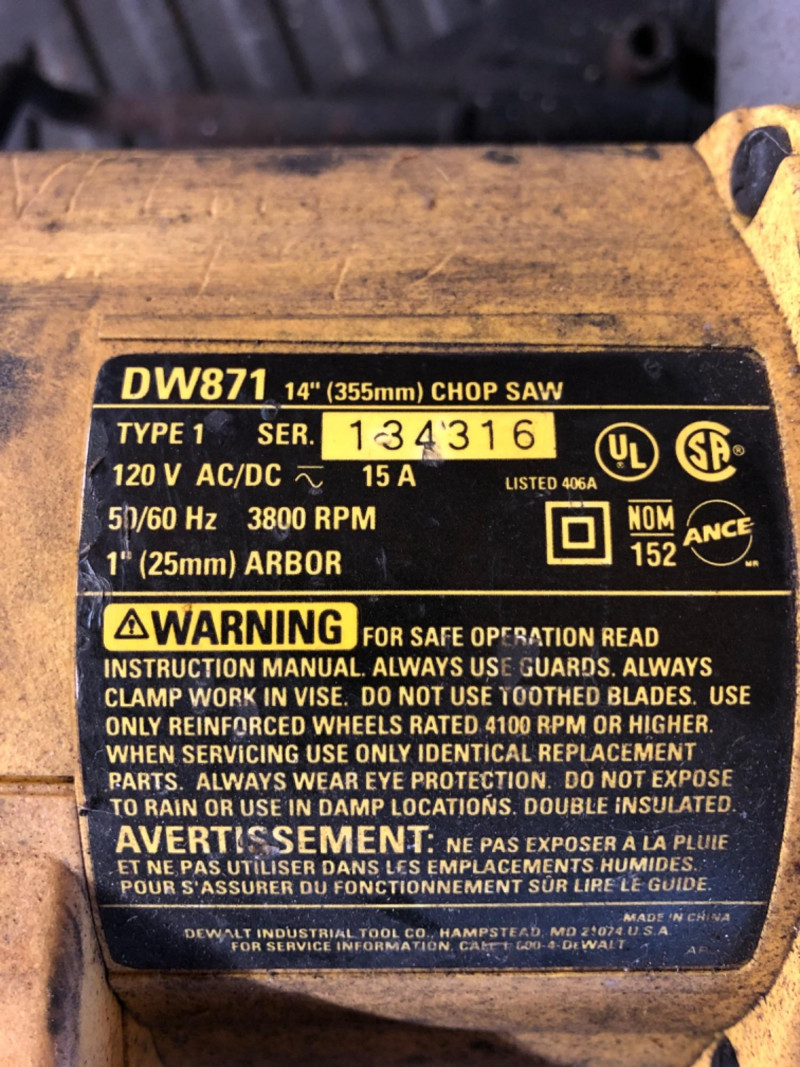 DW871 14" (355mm) CHOP SAW
TYPE 1 SER. 134316
120 V AC/DC 15 A LISTED 406A
UL ® SA ®
50/60 Hz 3800 RPM
NOM 152 ANCE MR
1" (25mm) ARBOR
WARNING FOR SAFE OPERATION READ
INSTRUCTION MANUAL. ALWAYS USE GUARDS. ALWAYS
CLAMP WORK IN VISE. DO NOT USE TOOTHED BLADES. USE
ONLY REINFORCED WHEELS RATED 4100 RPM OR HIGHER.
WHEN SERVICING USE ONLY IDENTICAL REPLACEMENT
PARTS. ALWAYS WEAR EYE PROTECTION. DO NOT EXPOSE
TO RAIN OR USE IN DAMP LOCATIONS. DOUBLE INSULATED.
AVERTISSEMENT: NE PAS EXPOSER À LA PLUIE
ET NE PAS UTILISER DANS LES EMPLACEMENTS HUMIDES.
POUR S'ASSURER DU FONCTIONNEMENT SÛR LIRE LE GUIDE.
MADE IN CHINA
DEWALT INDUSTRIAL TOOL CO., HAMPSTEAD, MD 21074 U.S.A.
FOR SERVICE INFORMATION, CALL 1-800-4-DEWALT